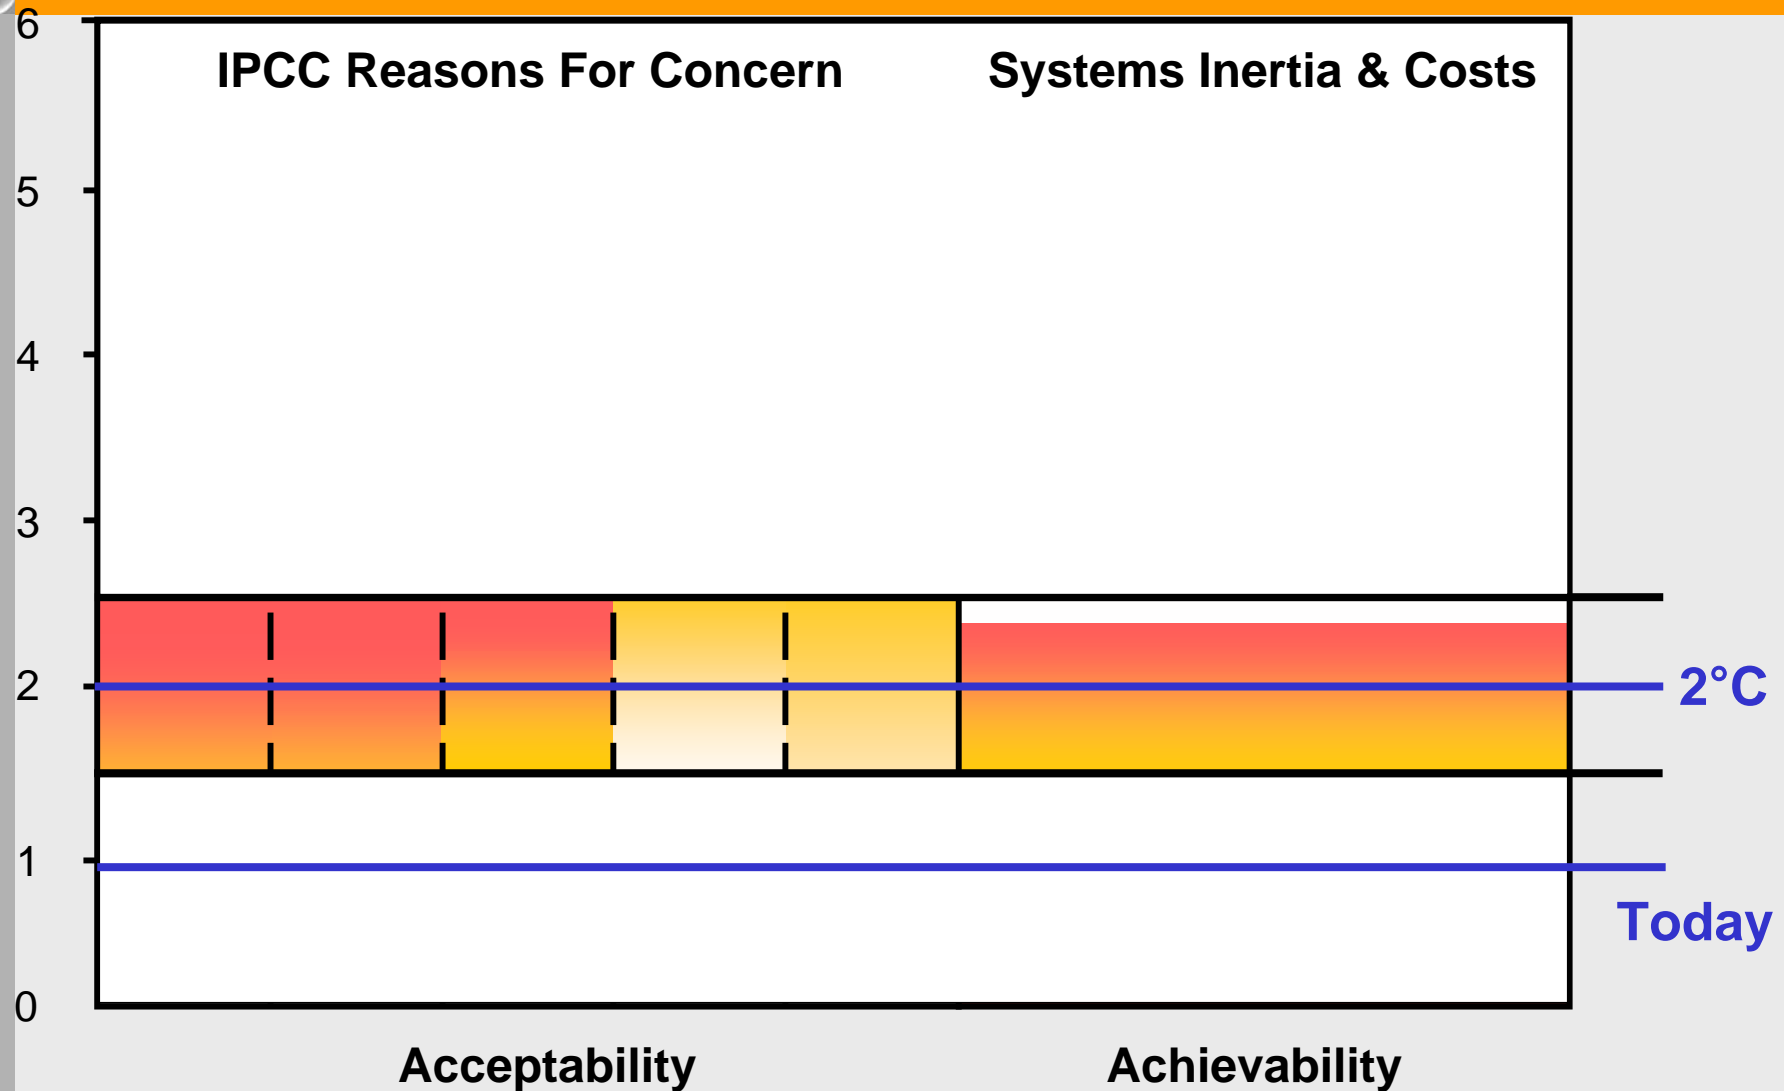 6
IPCC Reasons For Concern
Systems Inertia & Costs
5
4
3
2
2°C
1
Today
0
Acceptability
Achievability